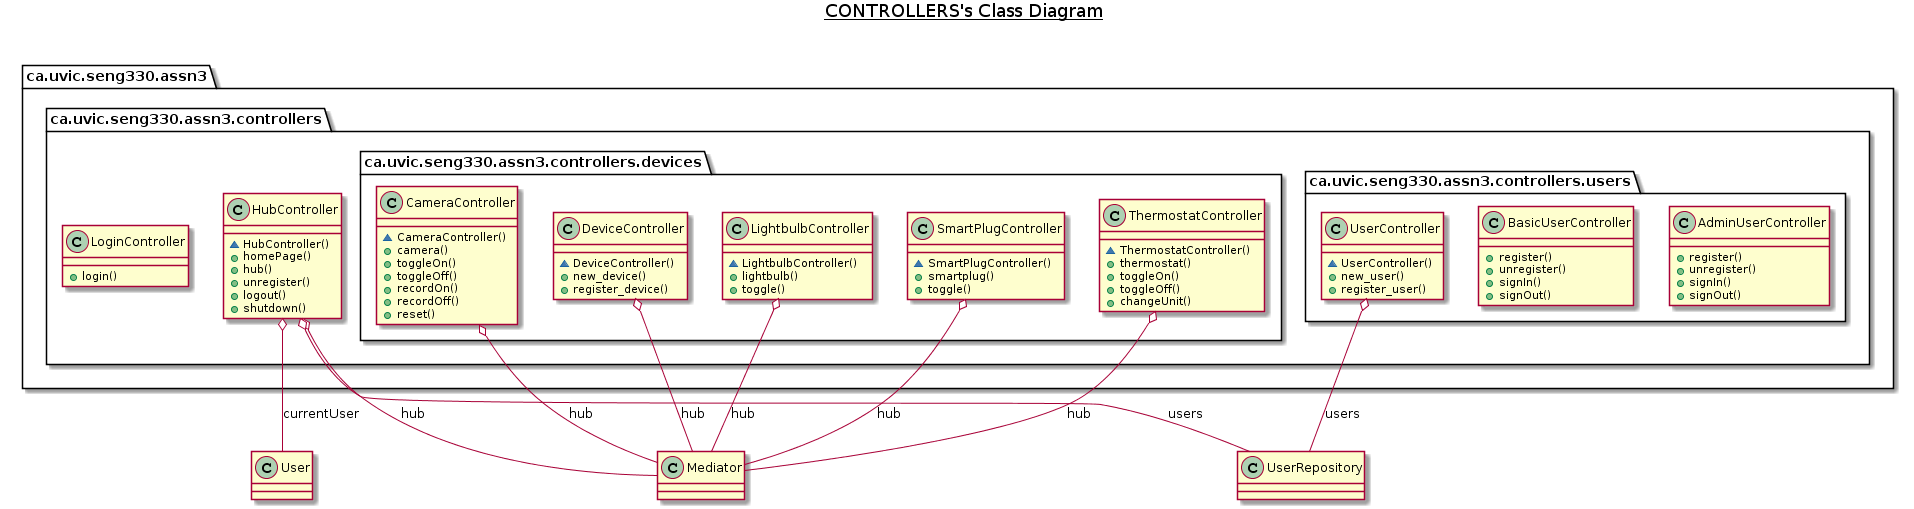 CONTROLLERS's Class Diagram
ca.uvic.seng330.assn3
ca.uvic.seng330.assn3.controllers
ca.uvic.seng330.assn3.controllers.devices
ca.uvic.seng330.assn3.controllers.users
C LoginController
login()
C HubController
HubController()
homePage()
hub()
unregister()
logout()
shutdown()
C CameraController
CameraController()
camera()
toggleOn()
toggleOff()
recordOn()
recordOff()
reset()
C DeviceController
DeviceController()
new_device()
register_device()
C LightbulbController
LightbulbController()
lightbulb()
toggle()
C SmartPlugController
SmartPlugController()
smartplug()
toggle()
C ThermostatController
ThermostatController()
thermostat()
toggleOn()
toggleOff()
changeUnit()
C UserController
UserController()
new_user()
register_user()
C BasicUserController
register()
unregister()
signIn()
signOut()
C AdminUserController
register()
unregister()
signIn()
signOut()
currentUser
hub
hub
hub
hub
hub
hub
users
users
C User
C Mediator
C UserRepository